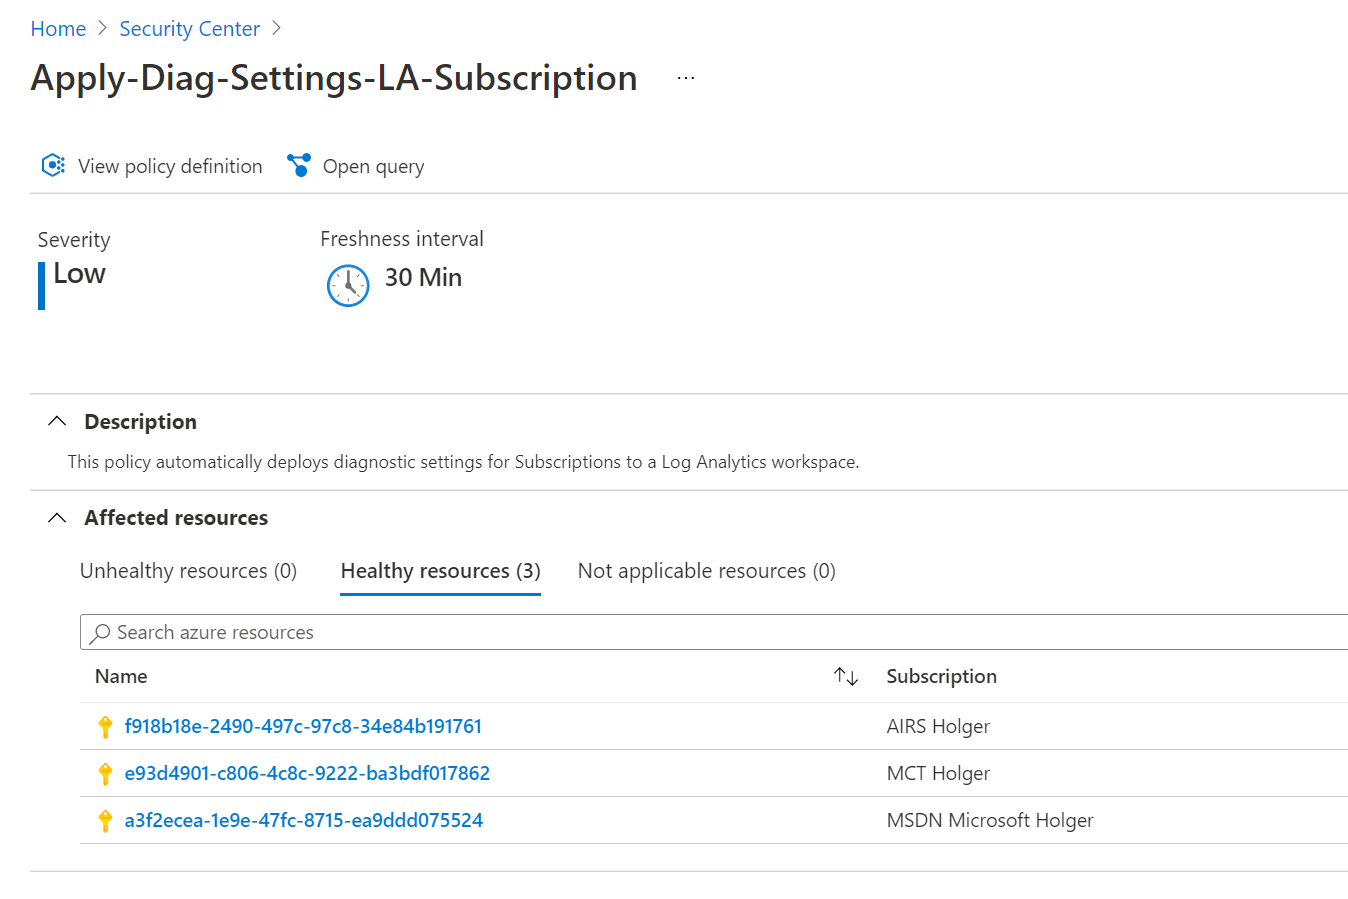 Home > Security Center >
Apply-Diag-Settings-LA-Subscription ...
View policy definition Open query
Severity Freshness interval
Low 30 Min
Description
This policy automatically deploys diagnostic settings for Subscriptions to a Log Analytics workspace.
Affected resources
Unhealthy resources (0) Healthy resources (3) Not applicable resources (0)
Search azure resources
Name Subscription
f918b18e-2490-497c-97c8-34e84b191761 AIRS Holger
e93d4901-c806-4c8c-9222-ba3bdf017862 MCT Holger
a3f2ecea-1e9e-47fc-8715-ea9ddd075524 MSDN Microsoft Holger